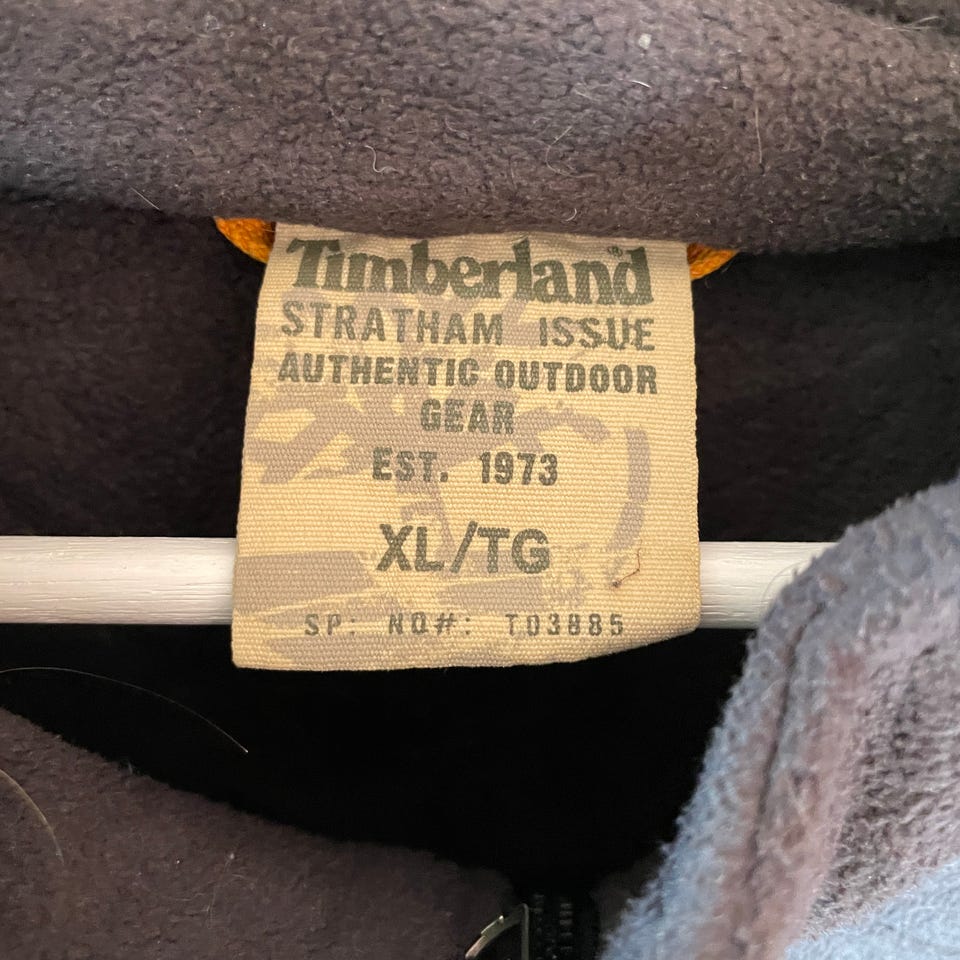 Timberland®
STRATHAM ISSUE
AUTHENTIC OUTDOOR
GEAR
EST. 1973
XL/TG
SP: NO#: T03885